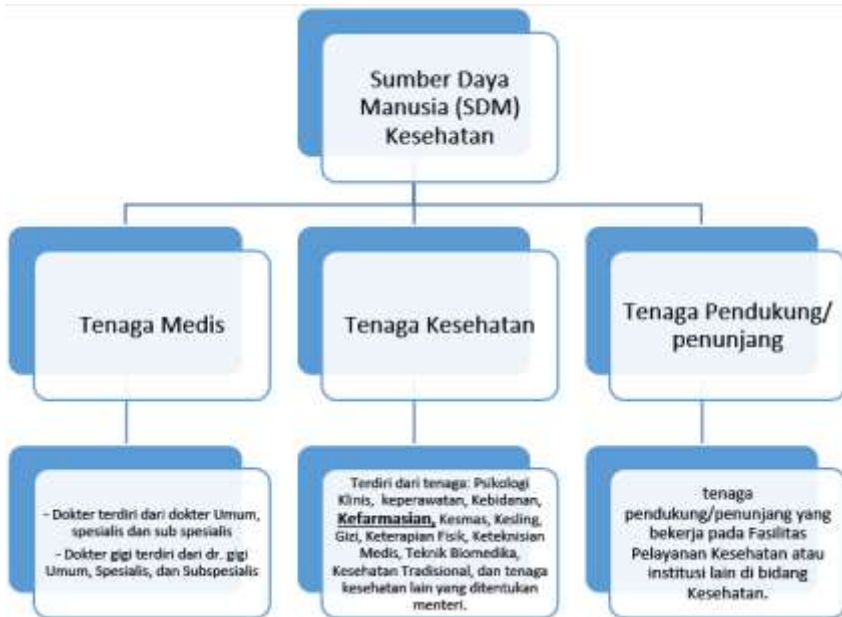 Sumber Daya
Manusia (SDM)
Kesehatan
Tenaga Medis
Tenaga Kesehatan
Tenaga Pendukung/
penunjang
- Dokter terdiri dari dokter Umum,
spesialis dan sub spesialis
- Dokter gigi terdiri dari dr. gigi
Umum, Spesialis, dan Subspesialis
Terdiri dari tenaga: Psikologi
Klinis, keperawatan, Kebidanan,
Kefarmasian, Kesmas, Kesling,
Gizi, Keterapian Fisik, Keteknisian
Medis, Teknik Biomedika,
Kesehatan Tradisional, dan tenaga
kesehatan lain yang ditentukan
menteri.
tenaga
pendukung/penunjang yang
bekerja pada Fasilitas
Pelayanan Kesehatan atau
institusi lain di bidang
Kesehatan.